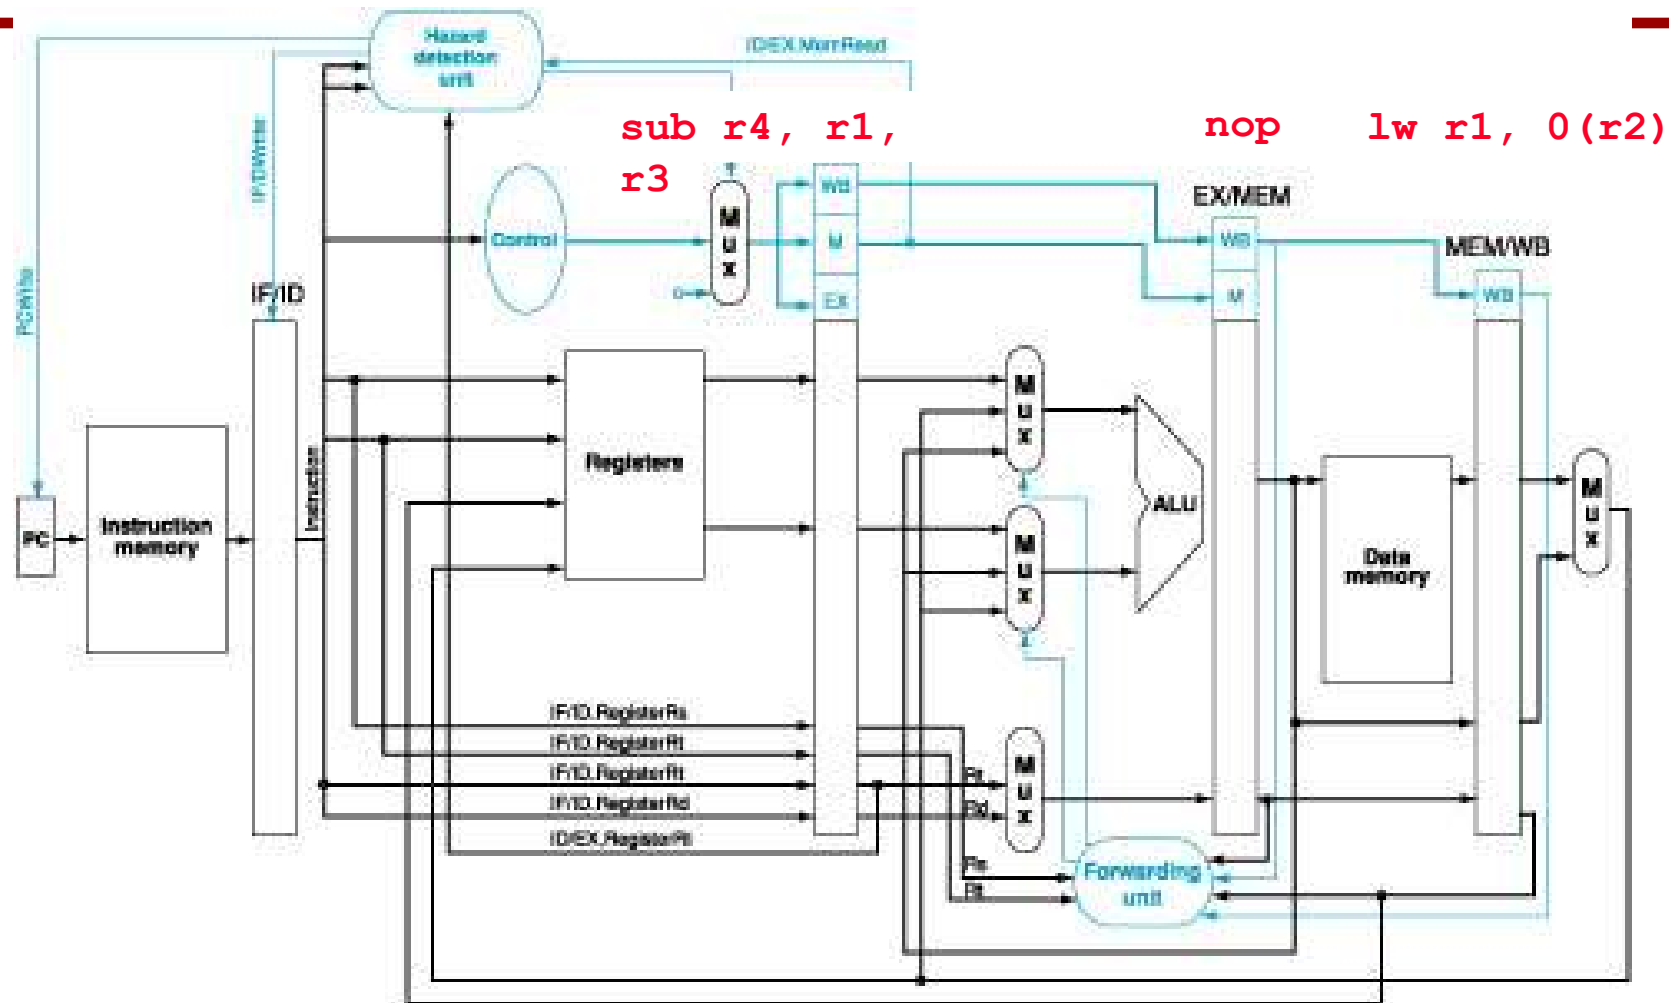 Hazard
detection
unit
ID/EX.MemRead
sub r4, r1,
r3
nop
lw r1, 0(r2)
IF/IDWrite
PCWrite
Control
0
M
u
x
WB
M
EX
EX/MEM
WB
M
MEM/WB
WB
IF/ID
PC
Instruction
memory
Instruction
Registers
M
u
x
M
u
x
ALU
Data
memory
M
u
x
IF/ID.RegisterRs
IF/ID.RegisterRt
IF/ID.RegisterRt
IF/ID.RegisterRd
ID/EX.RegisterRt
Rt
Rd
M
u
x
Rs
Rt
Forwarding
unit